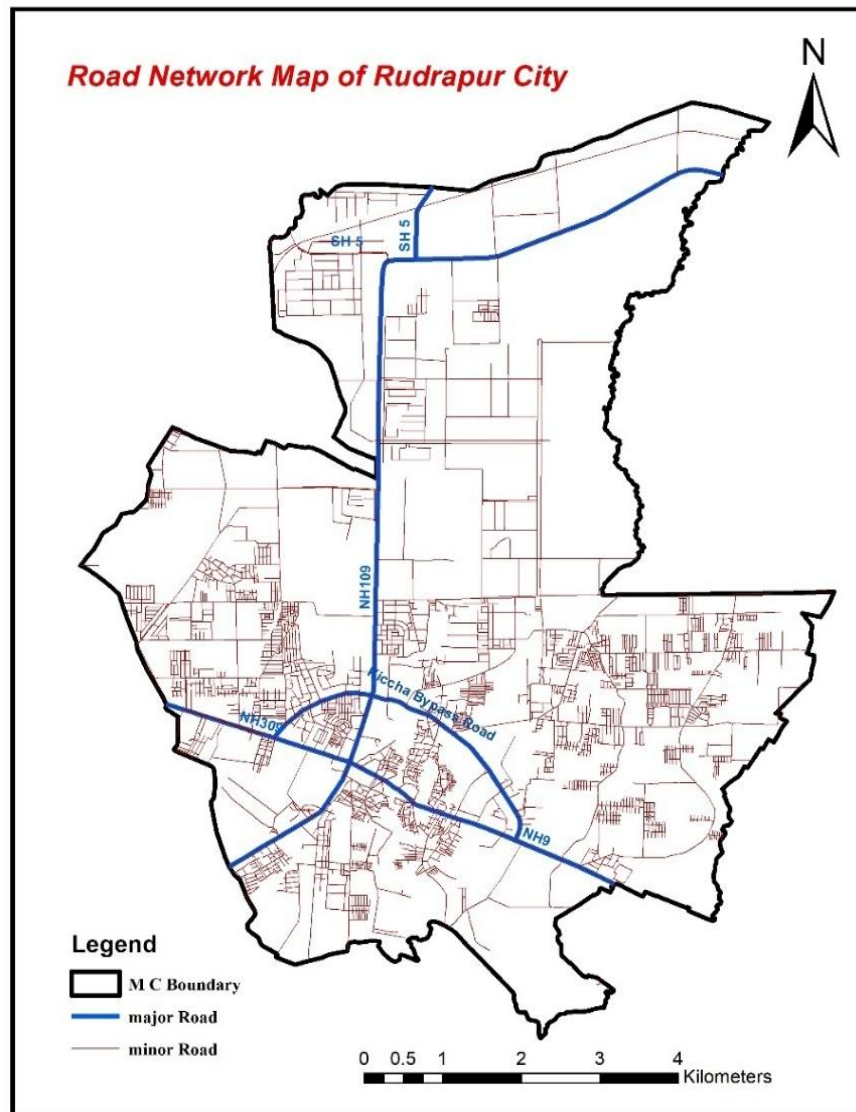 Road Network Map of Rudrapur City
N
SH 5
SH 5
NH109
Kiccha Bypass Road
NH309
NH9
Legend
M C Boundary
major Road
minor Road
0 0.5 1 2 3 4
Kilometers